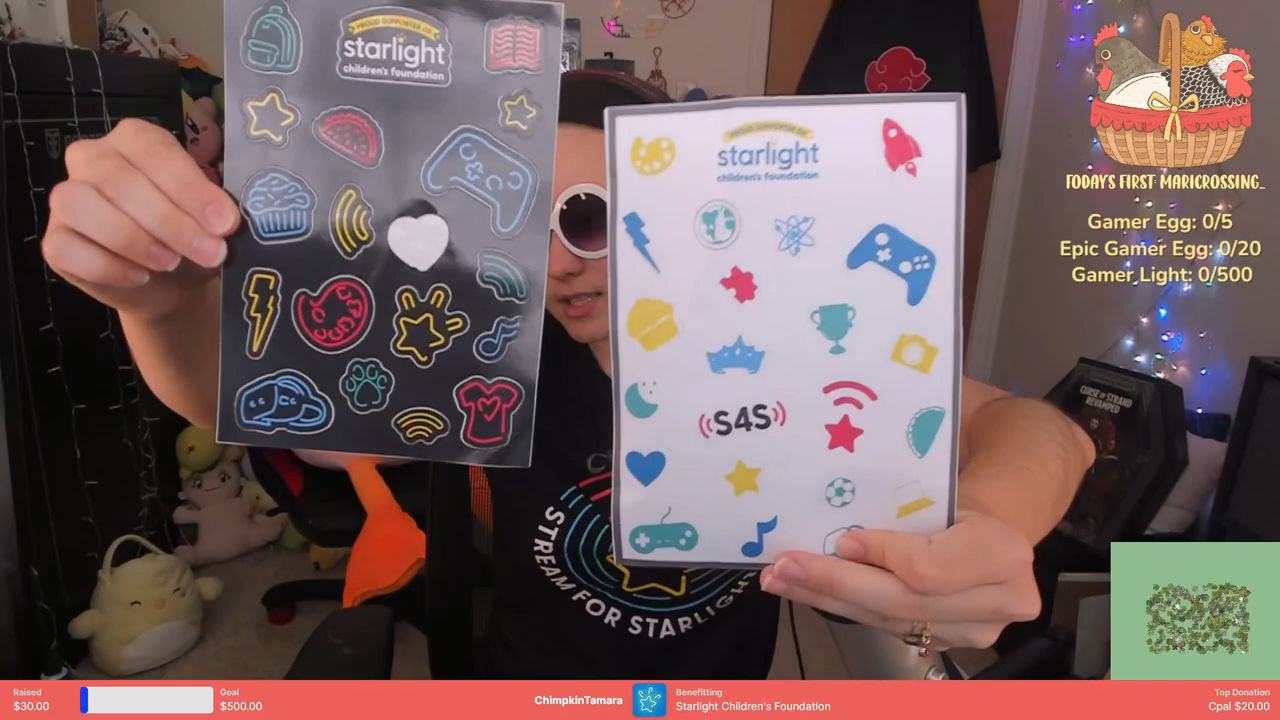 PROUD SUPPORTER OF
starlight
children's foundation
PROUD SUPPORTER OF
starlight
children's foundation
((S4S))
STREAM FOR STARLIGH
CURSE OF STRAHD
REVAMPED
TODAY'S FIRST: MARICROSSING_
Gamer Egg: 0/5
Epic Gamer Egg: 0/20
Gamer Light: 0/500
Raised
$30.00
Goal
$500.00
ChimpkinTamara
Benefitting
Starlight Children's Foundation
Top Donation
Cpal $20.00